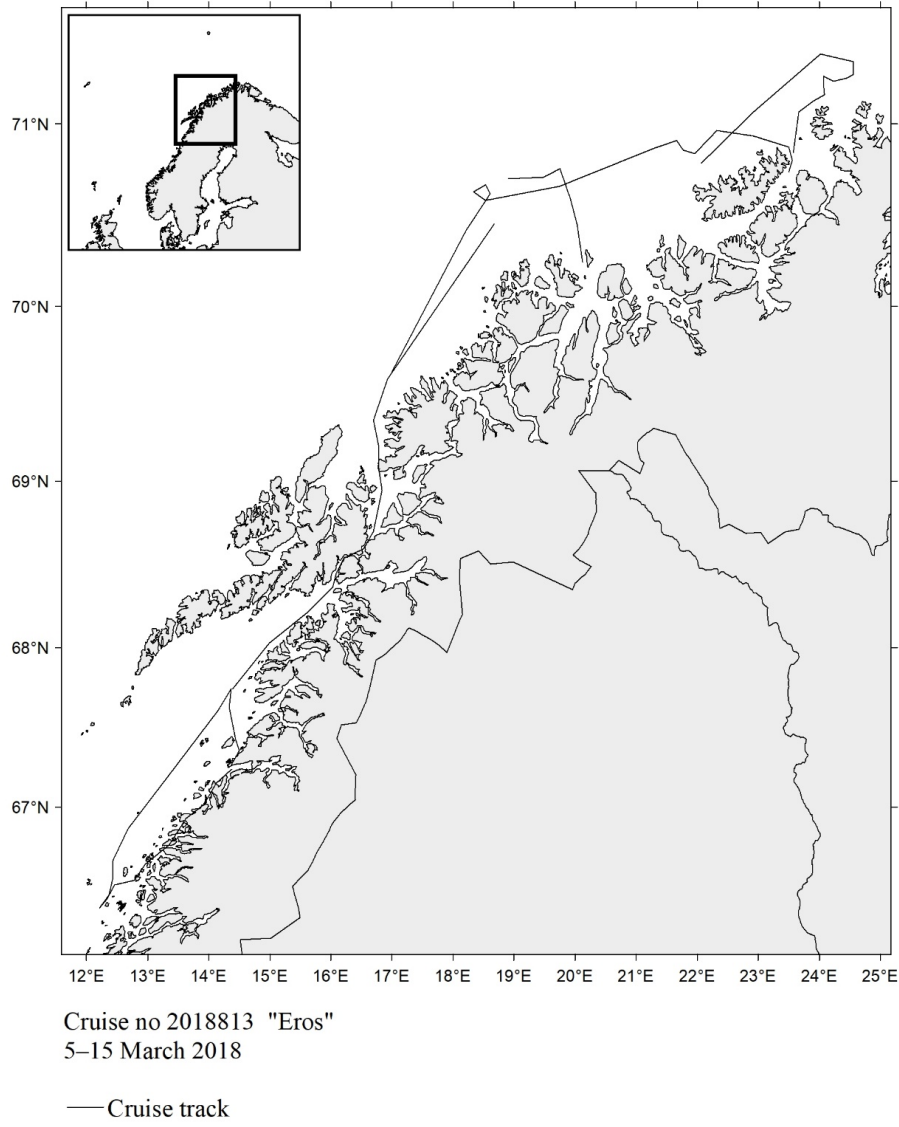 71°N
70°N
69°N
68°N
67°N
12°E 13°E 14°E 15°E 16°E 17°E 18°E 19°E 20°E 21°E 22°E 23°E 24°E 25°E
Cruise no 2018813 "Eros"
5–15 March 2018
Cruise track